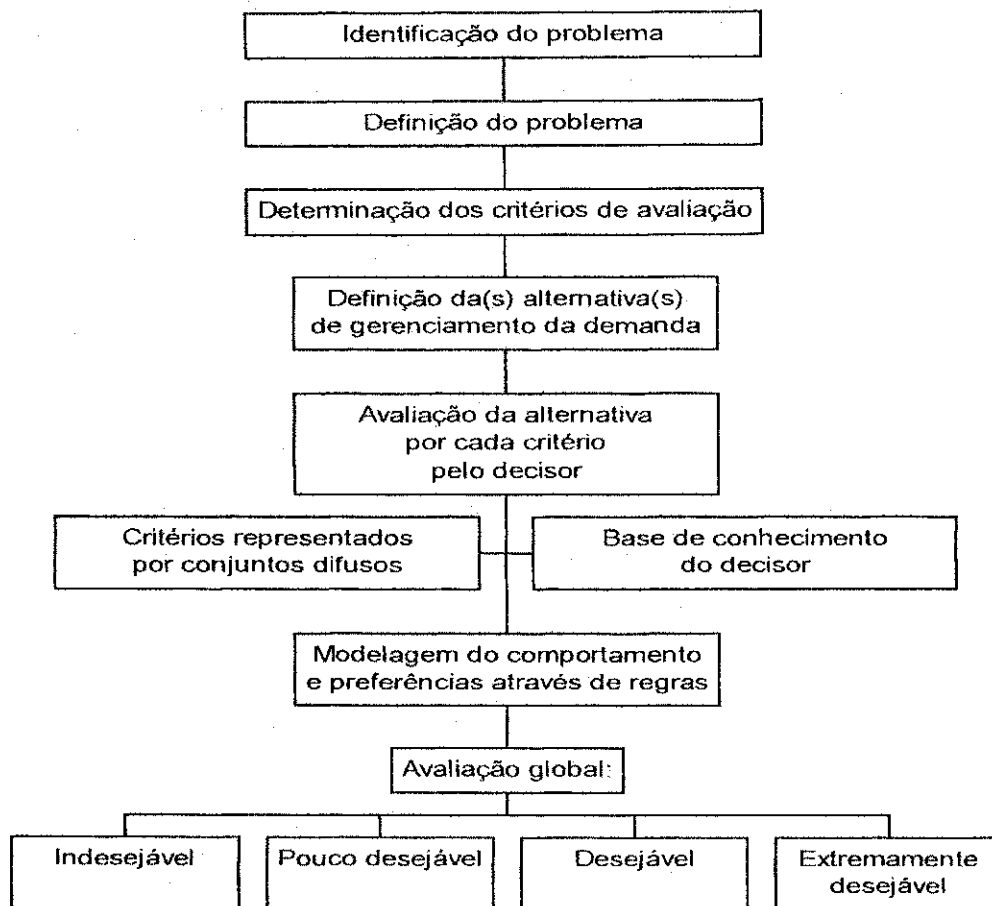 Identificação do problema
Definição do problema
Determinação dos critérios de avaliação
Definição da(s) alternativa(s)
de gerenciamento da demanda
Avaliação da alternativa
por cada critério
pelo decisor
Critérios representados
por conjuntos difusos
Base de conhecimento
do decisor
Modelagem do comportamento
e preferências através de regras
Avaliação global:
Indesejável
Pouco desejável
Desejável
Extremamente
desejável